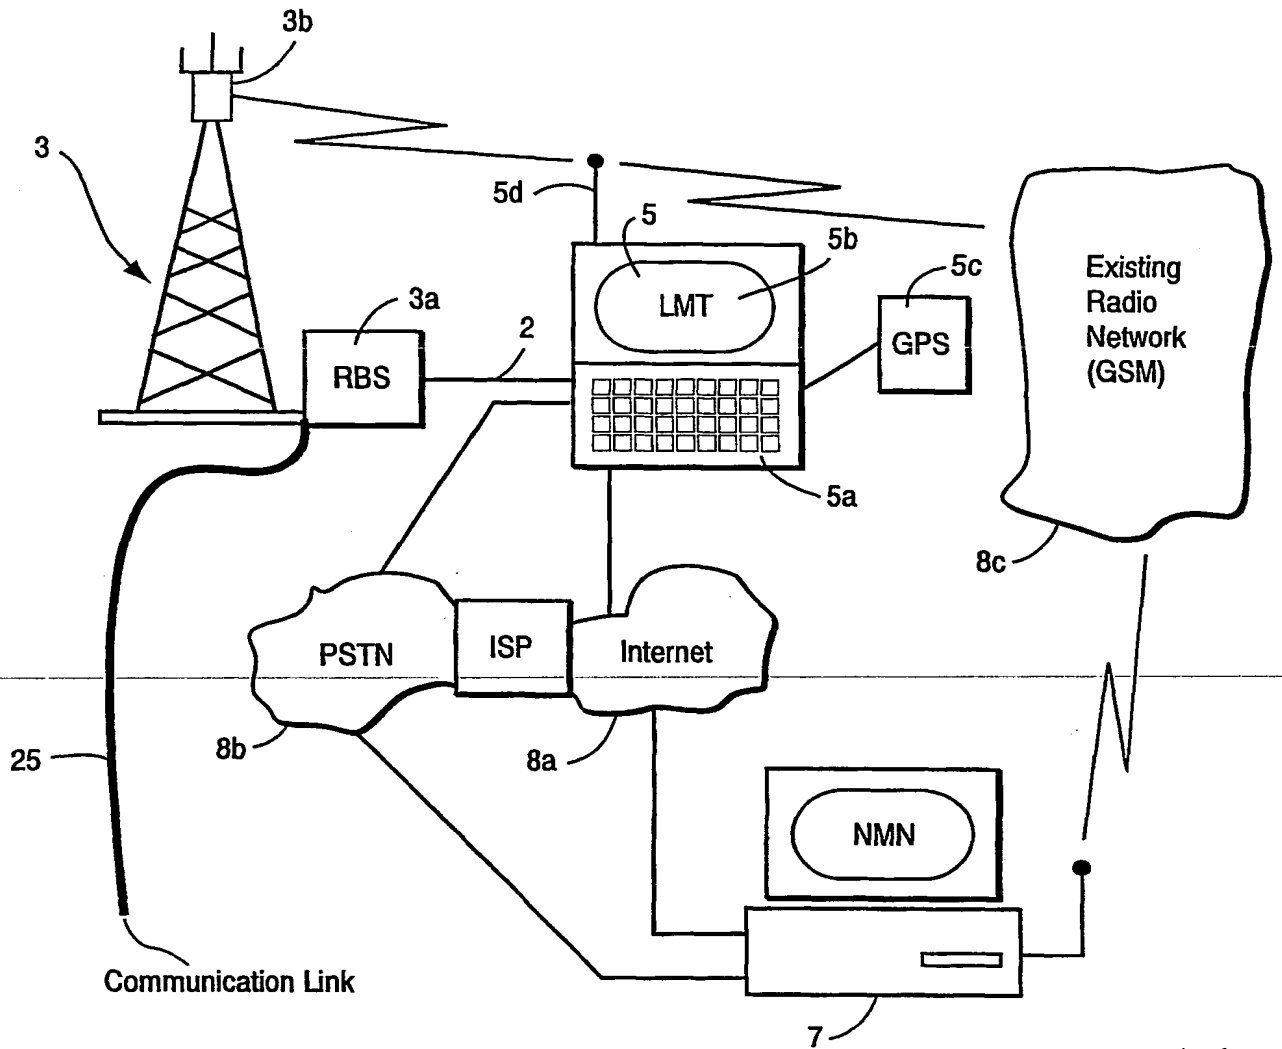 3b
3
5d
5
5b
5c
LMT
3a
2
GPS
RBS
Existing
Radio
Network
(GSM)
5a
8c
PSTN
ISP
Internet
8b
8a
25
NMN
Communication Link
7